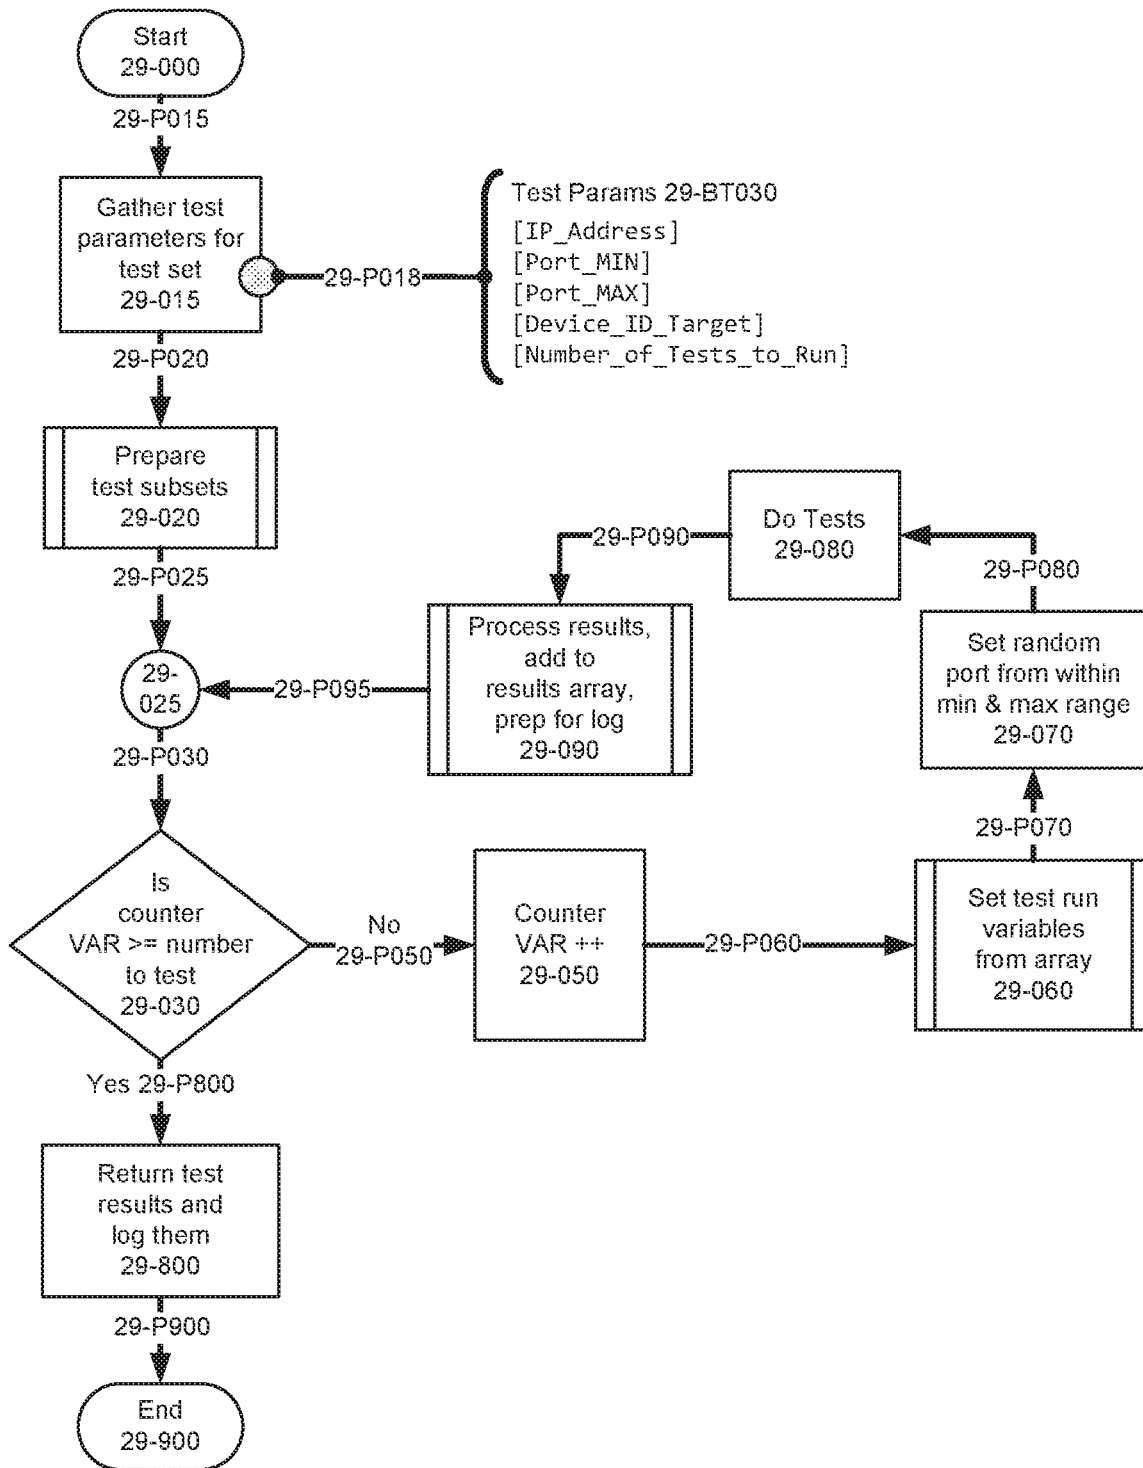 Start
29-000
29-P015
Gather test
parameters for
test set
29-015
29-P018
Test Params 29-BT030
[IP_Address]
[Port_MIN]
[Port_MAX]
[Device_ID_Target]
[Number_of_Tests_to_Run]
29-P020
Prepare
test subsets
29-020
29-P025
29-
025
29-P030
Is
counter
VAR >= number
to test
29-030
No
29-P050
Counter
VAR ++
29-050
29-P060
Set test run
variables
from array
29-060
29-P070
Set random
port from within
min & max range
29-070
29-P080
Do Tests
29-080
29-P090
Process results,
add to
results array,
prep for log
29-090
29-P095
Yes 29-P800
Return test
results and
log them
29-800
29-P900
End
29-900